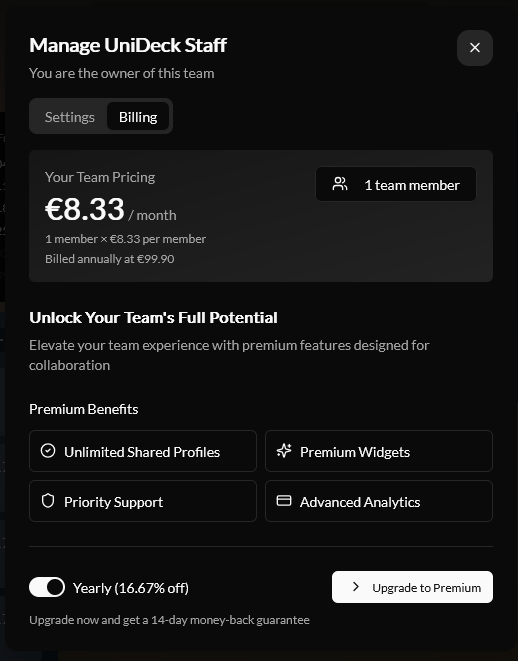 Manage UniDeck Staff
You are the owner of this team
Settings
Billing
Your Team Pricing
1 team member
€8.33 / month
1 member × €8.33 per member
Billed annually at €99.90
Unlock Your Team's Full Potential
Elevate your team experience with premium features designed for
collaboration
Premium Benefits
Unlimited Shared Profiles
Premium Widgets
Priority Support
Advanced Analytics
Yearly (16.67% off)
Upgrade to Premium
Upgrade now and get a 14-day money-back guarantee